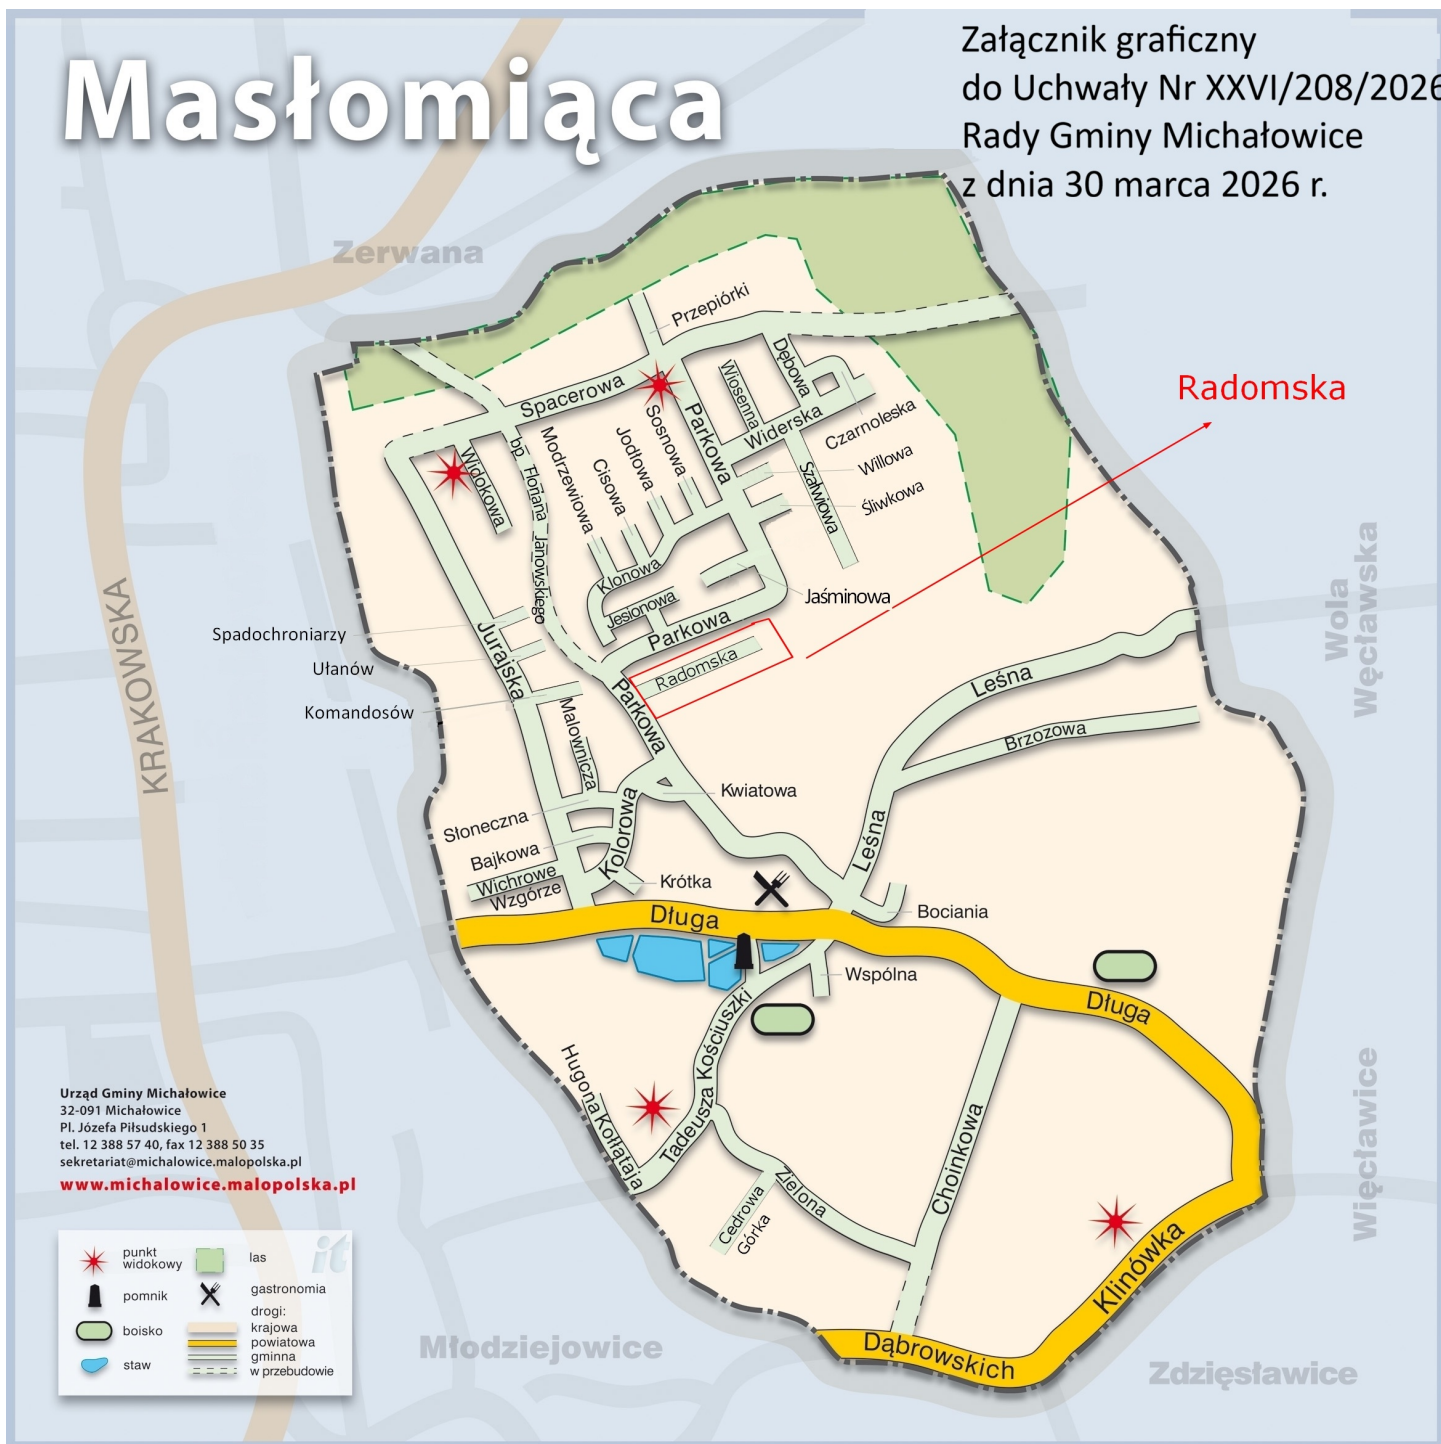 Masłomiąca
Załącznik graficzny
do Uchwały Nr XXVI/208/2026
Rady Gminy Michałowice
z dnia 30 marca 2026 r.
Zerwana
Przepiórki
Spacerowa
Dębowa
Wiosenna
Czarnoleska
Widerska
Radomska
Parkowa
Sosnowa
Jodłowa
Cisowa
Modrzewiowa
bp. Floriana Janowskiego
Widokowa
Willowa
Śliwkowa
Szałwiowa
Klonowa
Jesionowa
Jaśminowa
Parkowa
Radomska
Spadochroniarzy
Ułanów
Komandosów
Jurajska
Malownicza
Parkowa
KRAKOWSKA
Wola
Węcławska
Leśna
Brzozowa
Kwiatowa
Słoneczna
Bajkowa
Kolorowa
Wichrowe
Wzgórze
Krótka
Leśna
Bociania
Długa
Wspólna
Długa
Tadeusza Kościuszki
Hugona Kołłątaja
Zielona
Cedrowa
Górka
Choinkowa
Więcławice
Klinówka
Dąbrowskich
Młodziejowice
Zdzięsławice
Urząd Gminy Michałowice
32-091 Michałowice
Pl. Józefa Piłsudskiego 1
tel. 12 388 57 40, fax 12 388 50 35
sekretariat@michalowice.malopolska.pl
www.michalowice.malopolska.pl
it
punkt
widokowy
las
pomnik
gastronomia
drogi:
boisko
krajowa
powiatowa
gminna
staw
w przebudowie